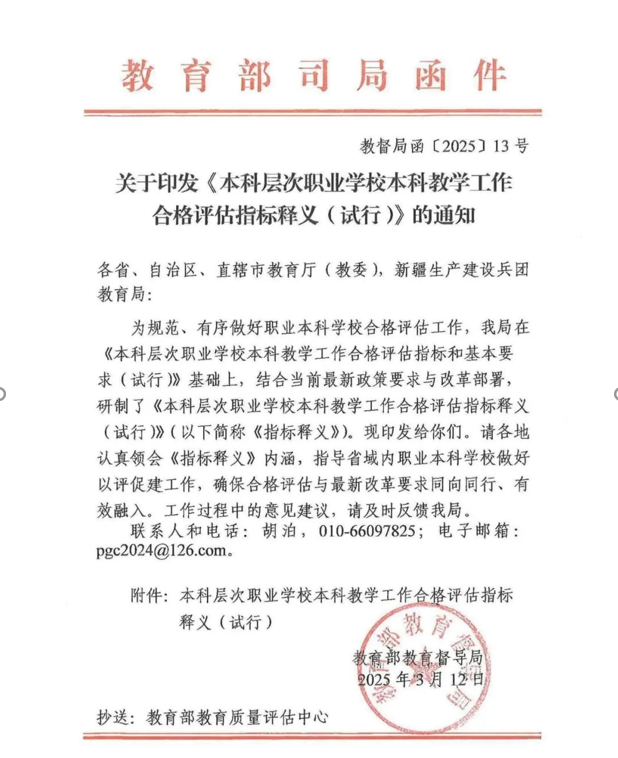 教育部司局函件
教督局函〔2025〕13 号
关于印发《本科层次职业学校本科教学工作
合格评估指标释义（试行）》的通知
各省、自治区、直辖市教育厅（教委），新疆生产建设兵团
教育局：
为规范、有序做好职业本科学校合格评估工作，我局在
《本科层次职业学校本科教学工作合格评估指标和基本要
求（试行）》基础上，结合当前最新政策要求与改革部署，
研制了《本科层次职业学校本科教学工作合格评估指标释义
（试行）》（以下简称《指标释义》）。现印发给你们。请各地
认真领会《指标释义》内涵，指导省域内职业本科学校做好
以评促建工作，确保合格评估与最新改革要求同向同行、有
效融入。工作过程中的意见建议，请及时反馈我局。
联系人和电话：胡泊，010-66097825；电子邮箱：
pgc2024@126.com。
附件：本科层次职业学校本科教学工作合格评估指标
释义（试行）
教育部教育督导局
2025 年 3 月 12 日
教育部教育督导局
抄送：教育部教育质量评估中心